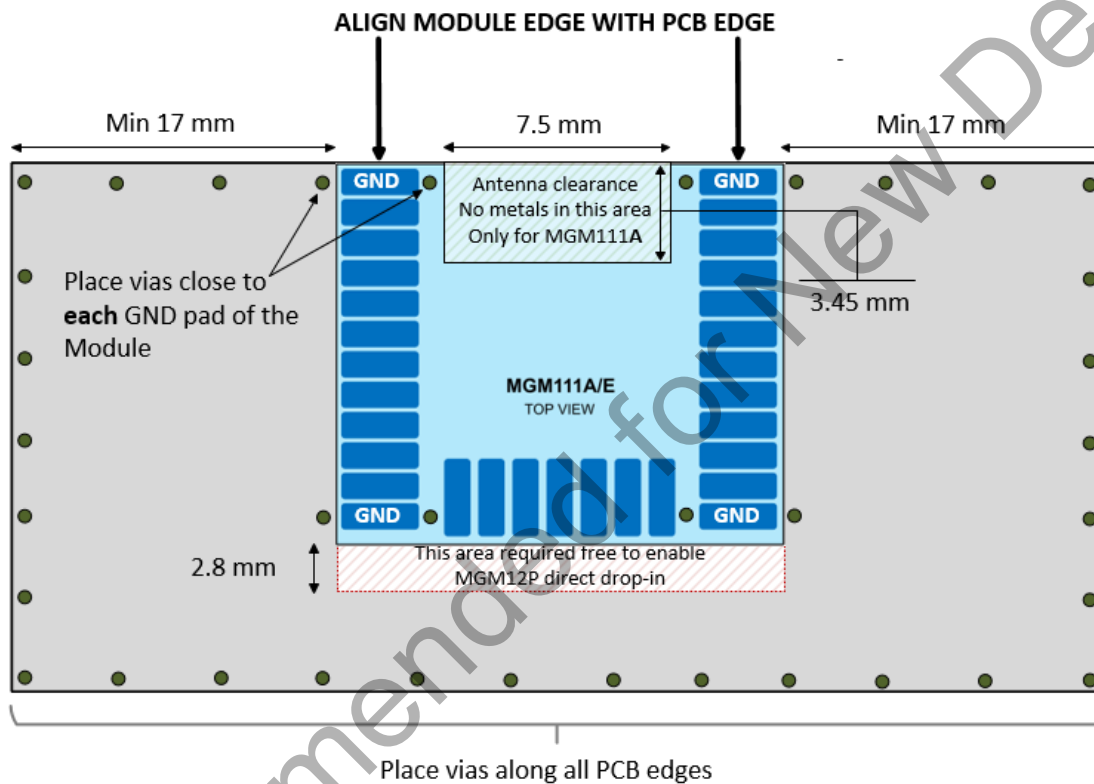 ALIGN MODULE EDGE WITH PCB EDGE
Min 17 mm
7.5 mm
Min 17 mm
GND
GND
Antenna clearance
No metals in this area
Only for MGM111A
Place vias close to
each GND pad of the
Module
3.45 mm
MGM111A/E
TOP VIEW
GND
GND
2.8 mm
This area required free to enable
MGM12P direct drop-in
Place vias along all PCB edges
mmended for New De